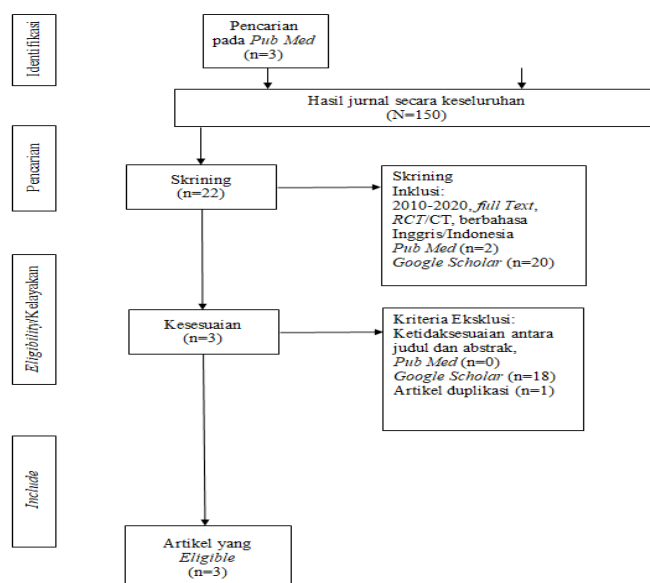 Identifikasi
Pencarian
pada Pub Med
(n=3)
Hasil jurnal secara keseluruhan
(N=150)
Pencarian
Skrining
(n=22)
Skrining
Inklusi:
2010-2020, full Text,
RCT/CT, berbahasa
Inggris/Indonesia
Pub Med (n=2)
Google Scholar (n=20)
Eligibility/Kelayakan
Kesesuaian
(n=3)
Kriteria Eksklusi:
Ketidaksesuaian antara
judul dan abstrak,
Pub Med (n=0)
Google Scholar (n=18)
Artikel duplikasi (n=1)
Include
Artikel yang
Eligible
(n=3)